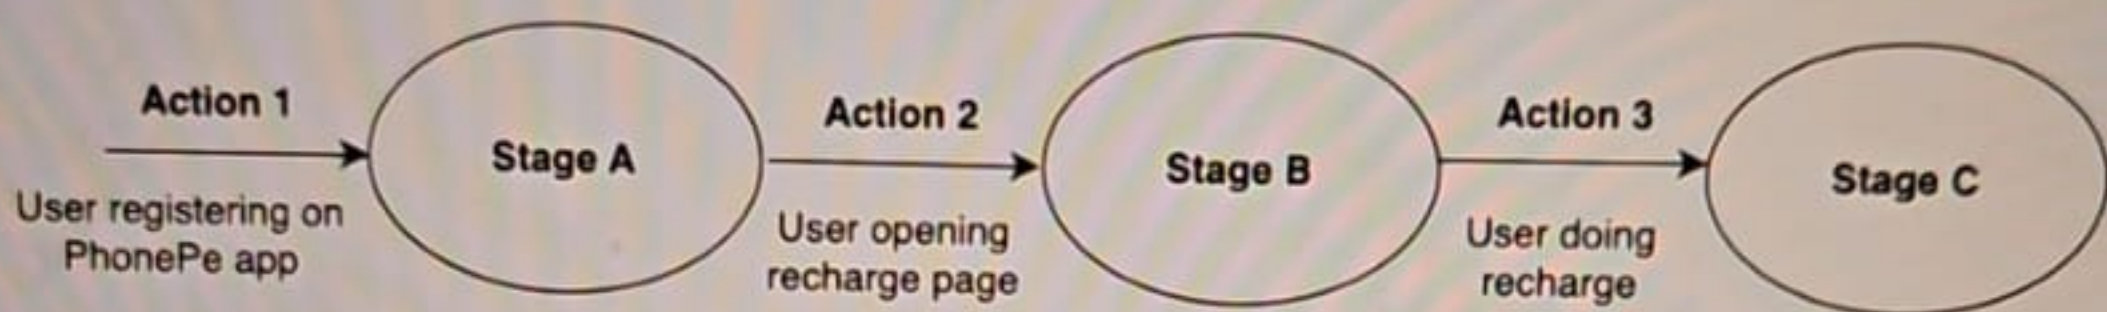 Action 1
User registering on
PhonePe app
Stage A
Action 2
User opening
recharge page
Stage B
Action 3
User doing
recharge
Stage C